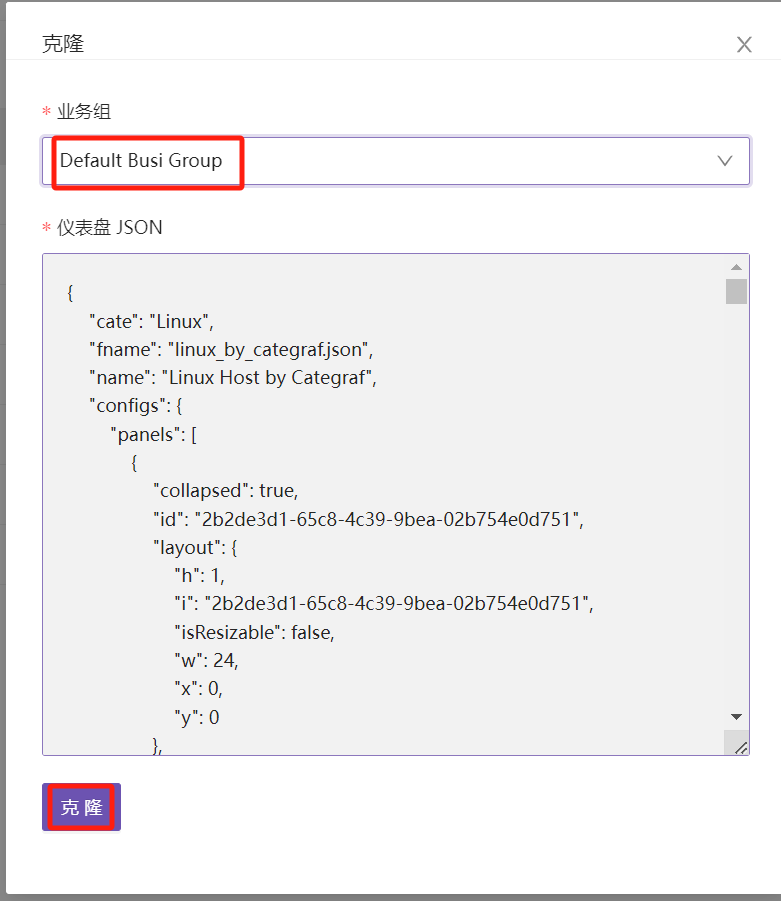 克隆
* 业务组
Default Busi Group
* 仪表盘 JSON
{
"cate": "Linux",
"fname": "linux_by_categraf.json",
"name": "Linux Host by Categraf",
"configs": {
"panels": [
{
"collapsed": true,
"id": "2b2de3d1-65c8-4c39-9bea-02b754e0d751",
"layout": {
"h": 1,
"i": "2b2de3d1-65c8-4c39-9bea-02b754e0d751",
"isResizable": false,
"w": 24,
"x": 0,
"y": 0
},
克隆